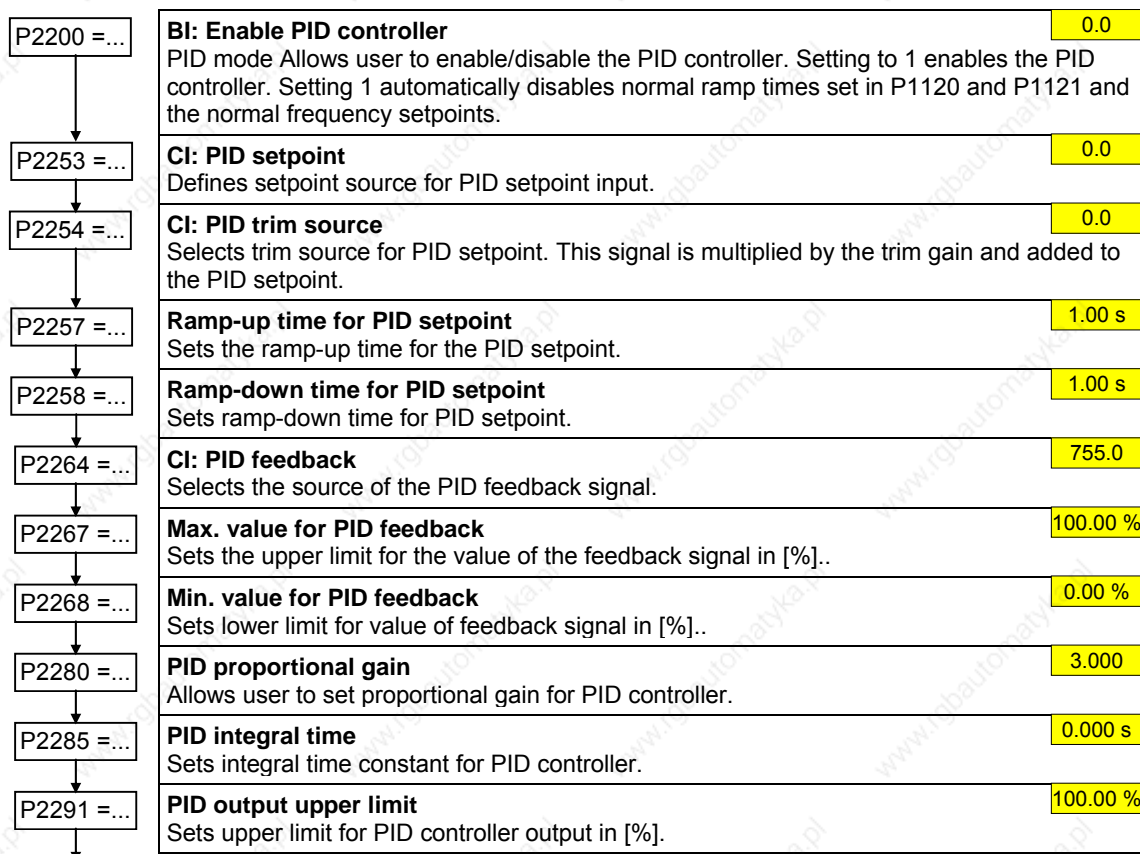 P2200 =...
BI: Enable PID controller
0.0
PID mode Allows user to enable/disable the PID controller. Setting to 1 enables the PID
controller. Setting 1 automatically disables normal ramp times set in P1120 and P1121 and
the normal frequency setpoints.
P2253 =...
CI: PID setpoint
0.0
Defines setpoint source for PID setpoint input.
P2254 =...
CI: PID trim source
0.0
Selects trim source for PID setpoint. This signal is multiplied by the trim gain and added to
the PID setpoint.
P2257 =...
Ramp-up time for PID setpoint
1.00 s
Sets the ramp-up time for the PID setpoint.
P2258 =...
Ramp-down time for PID setpoint
1.00 s
Sets ramp-down time for PID setpoint.
P2264 =...
CI: PID feedback
755.0
Selects the source of the PID feedback signal.
P2267 =...
Max. value for PID feedback
100.00 %
Sets the upper limit for the value of the feedback signal in [%]..
P2268 =...
Min. value for PID feedback
0.00 %
Sets lower limit for value of feedback signal in [%]..
P2280 =...
PID proportional gain
3.000
Allows user to set proportional gain for PID controller.
P2285 =...
PID integral time
0.000 s
Sets integral time constant for PID controller.
P2291 =...
PID output upper limit
100.00 %
Sets upper limit for PID controller output in [%].
www.rgbautomatyka.pl